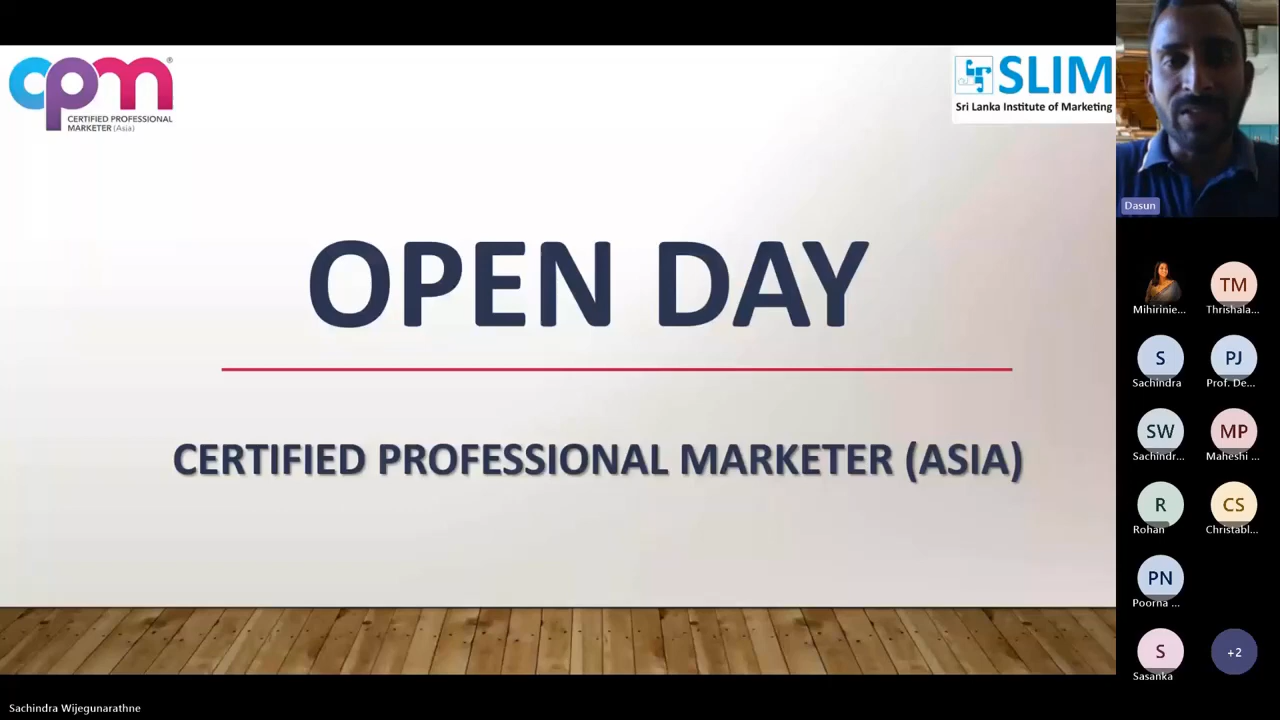 cpm®
CERTIFIED PROFESSIONAL
MARKETER (Asia)
SLIM
Sri Lanka Institute of Marketing
OPEN DAY
CERTIFIED PROFESSIONAL MARKETER (ASIA)
Dasun
Mihirinie...
TM
Thrishala...
S
Sachindra
PJ
Prof. De...
SW
Sachindr...
MP
Maheshi ...
R
Rohan
CS
Christabl...
PN
Poorna ...
S
Sasanka
+2
Sachindra Wijegunarathne